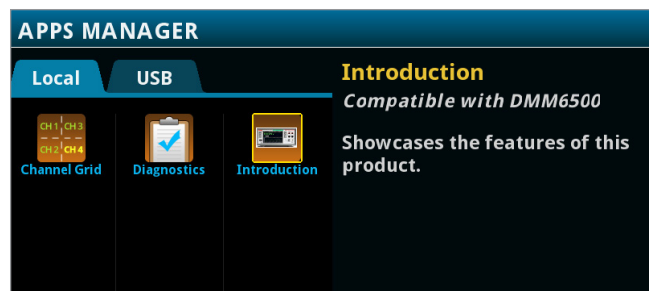 APPS MANAGER
Local
USB
CH 1 CH 3
CH 2 CH 4
Channel Grid
Diagnostics
Introduction
Introduction
Compatible with DMM6500
Showcases the features of this
product.